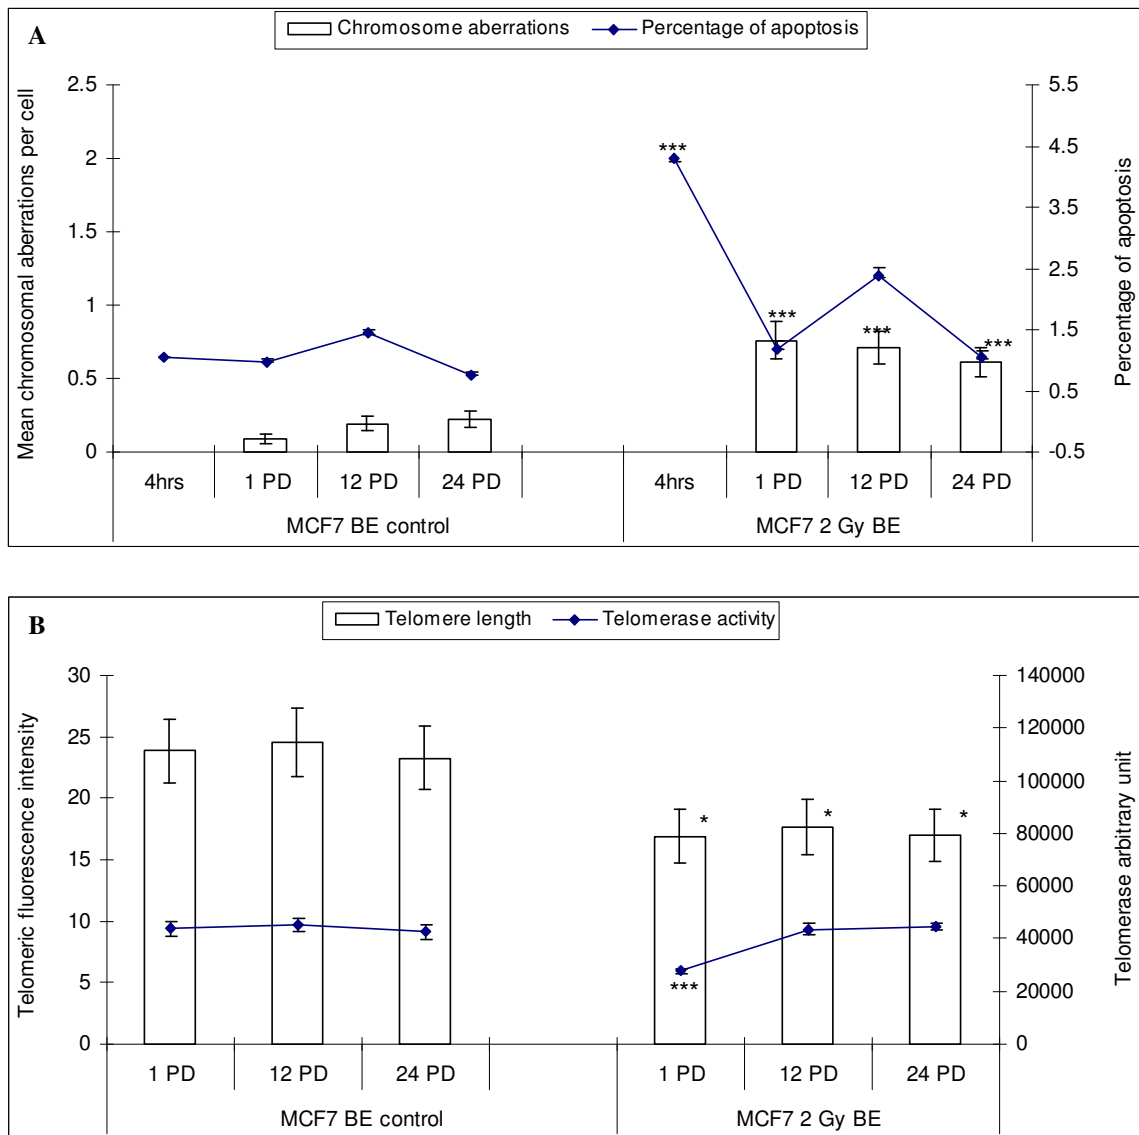 A
Chromosome aberrations
Percentage of apoptosis
Mean chromosomal aberrations per cell
2.5
2
1.5
1
0.5
0
5.5
4.5
3.5
2.5
1.5
0.5
-0.5
Percentage of apoptosis
***
***
***
***
4hrs 1 PD 12 PD 24 PD 4hrs 1 PD 12 PD 24 PD
MCF7 BE control MCF7 2 Gy BE
B
Telomere length
Telomerase activity
Telomeric fluorescence intensity
30
25
20
15
10
5
0
140000
120000
100000
80000
60000
40000
20000
0
Telomerase arbitrary unit
*
*
*
***
1 PD 12 PD 24 PD 1 PD 12 PD 24 PD
MCF7 BE control MCF7 2 Gy BE